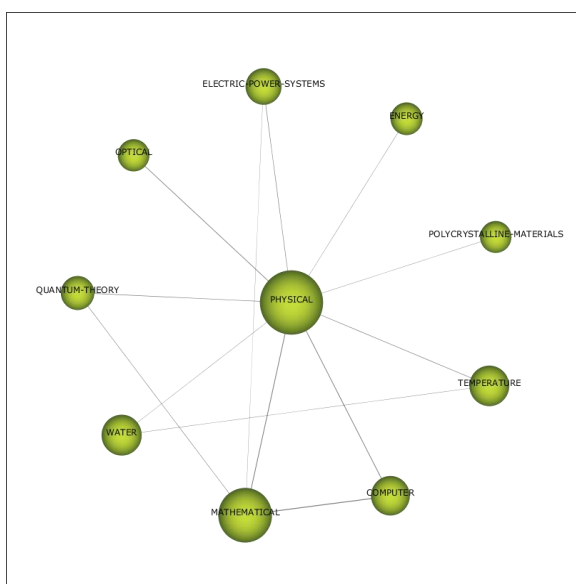 ELECTRIC-POWER-SYSTEMS
ENERGY
OPTICAL
POLYCRYSTALLINE-MATERIALS
QUANTUM-THEORY
PHYSICAL
TEMPERATURE
WATER
COMPUTER
MATHEMATICAL